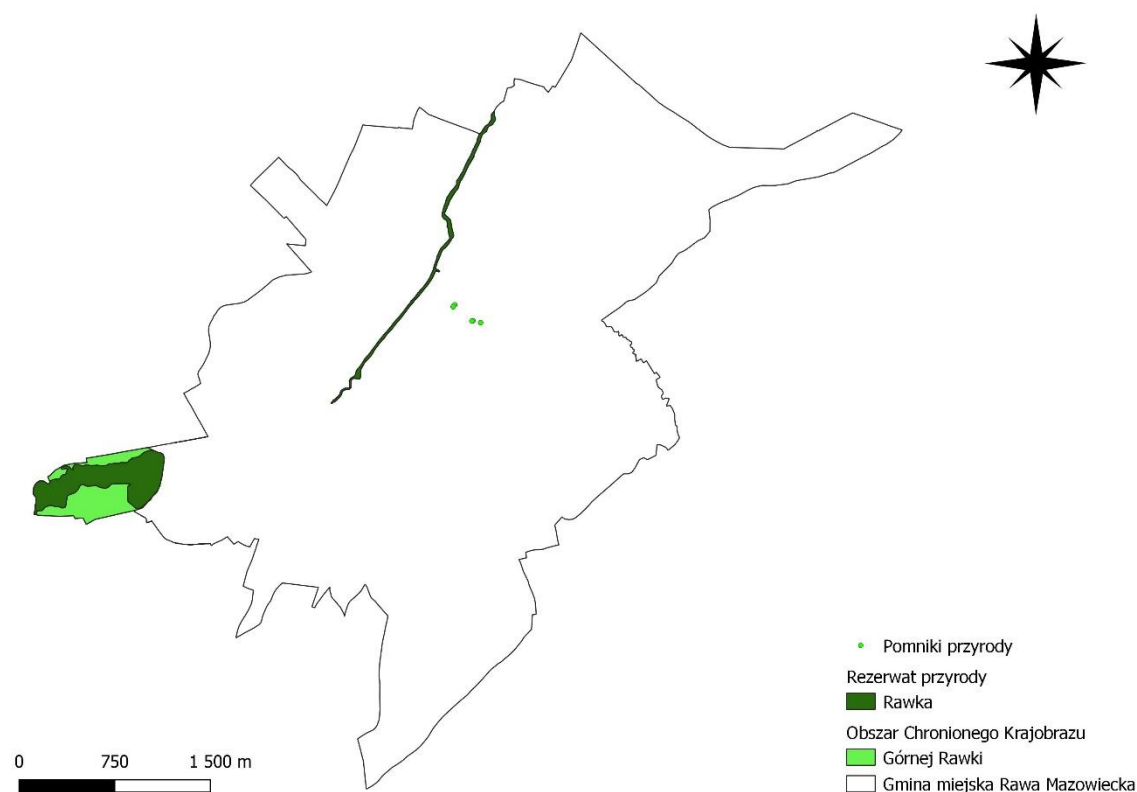 Pomniki przyrody
Rezerwat przyrody
Rawka
Obszar Chronionego Krajobrazu
Górnej Rawki
Gmina miejska Rawa Mazowiecka
0 750 1 500 m